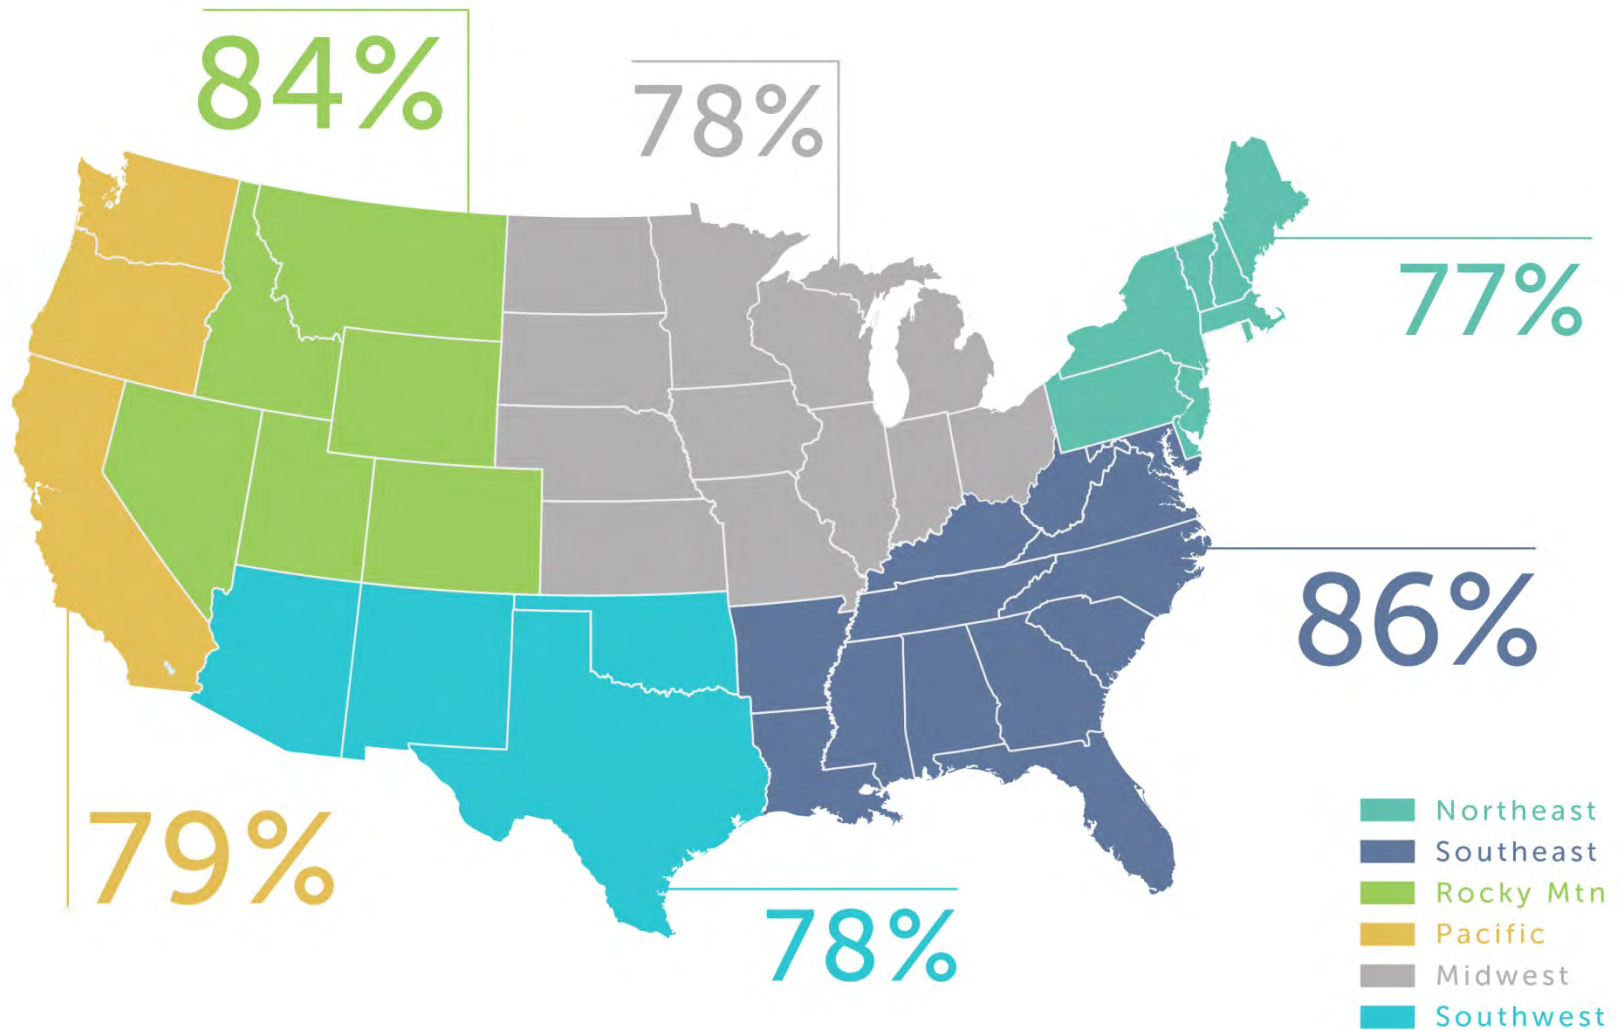 84%
78%
77%
86%
79%
78%
Northeast
Southeast
Rocky Mtn
Pacific
Midwest
Southwest